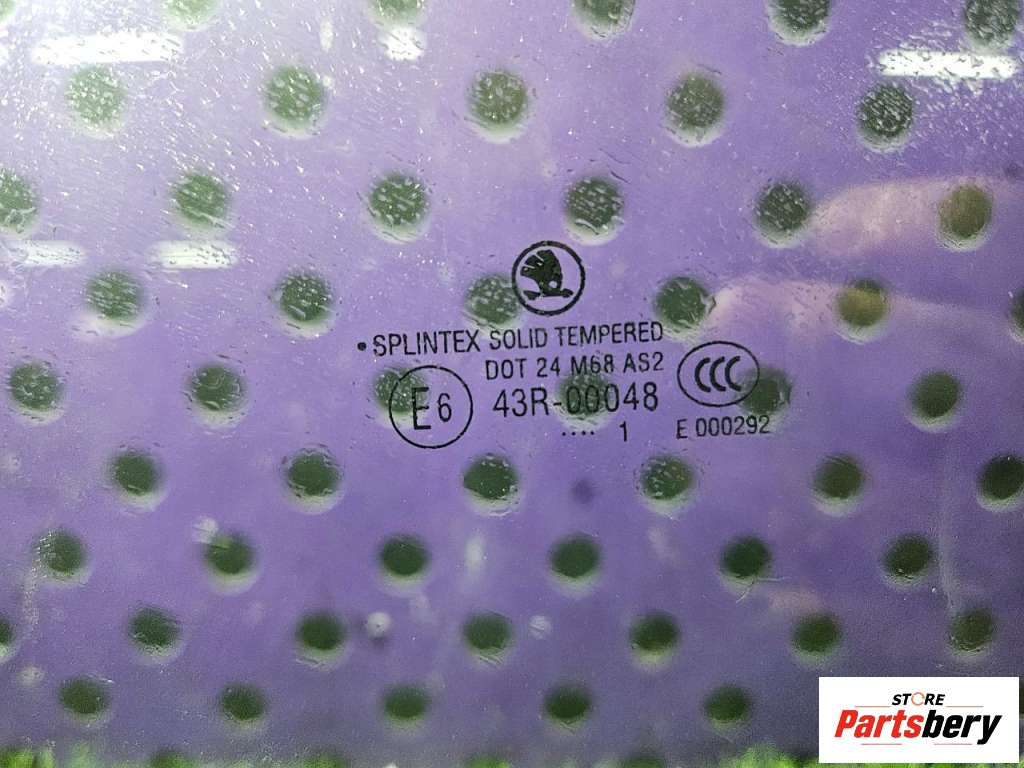 • SPLINTEX SOLID TEMPERED
DOT 24 M68 AS2
CCC
E6 43R-00048
.... 1 E 000292
STORE
Partsbery